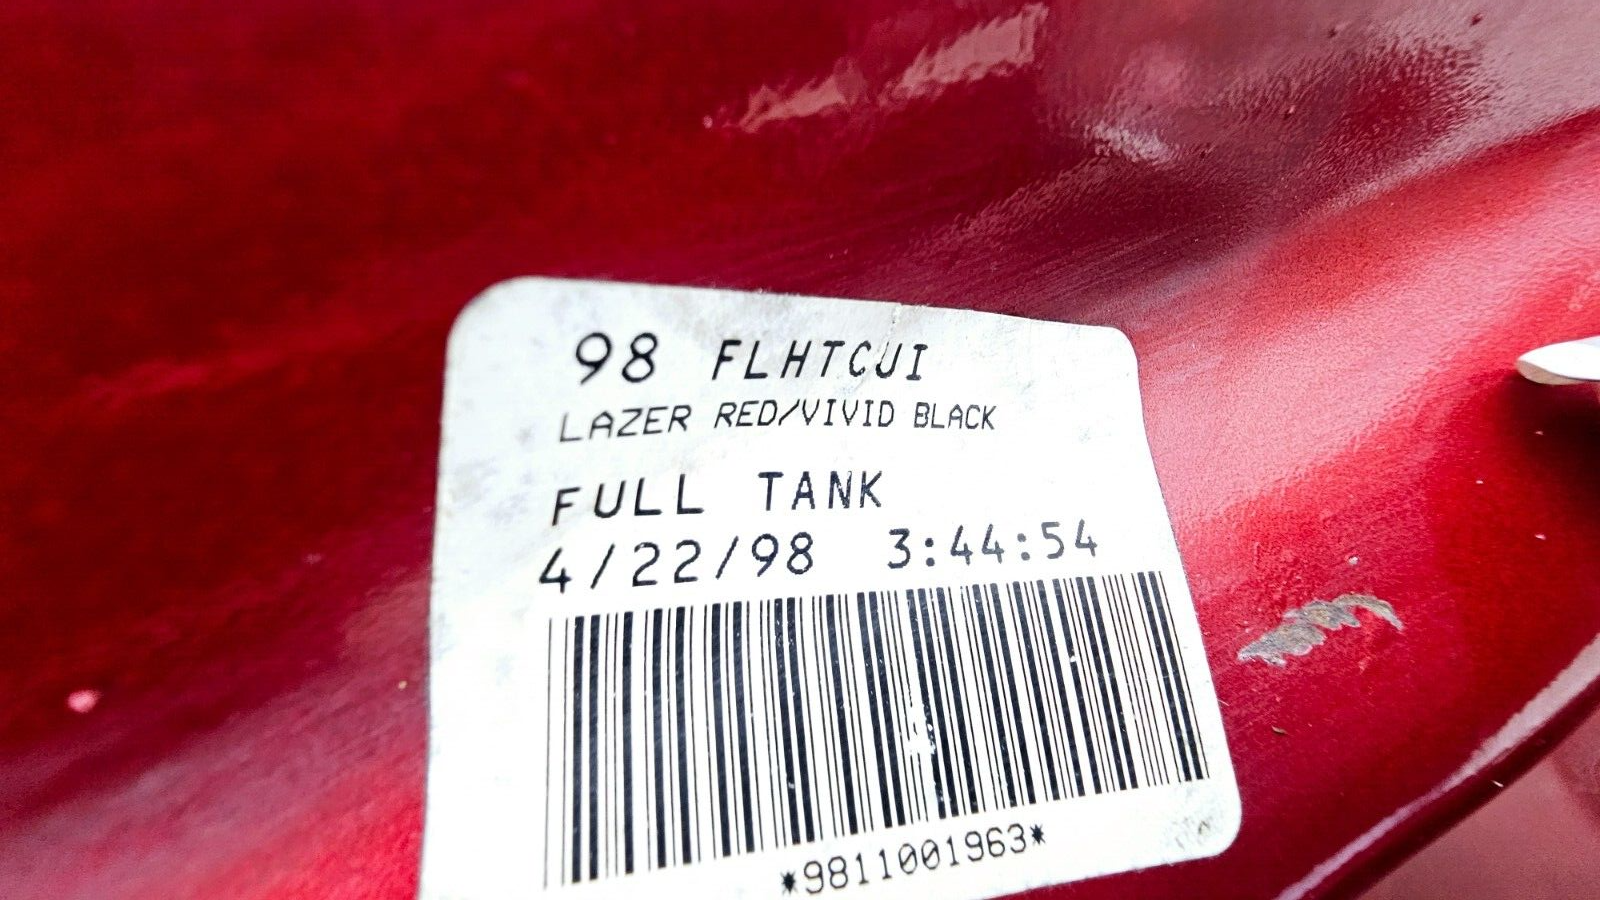 98 FLHTCUI
LAZER RED/VIVID BLACK
FULL TANK
4/22/98 3:44:54
*9811001963*